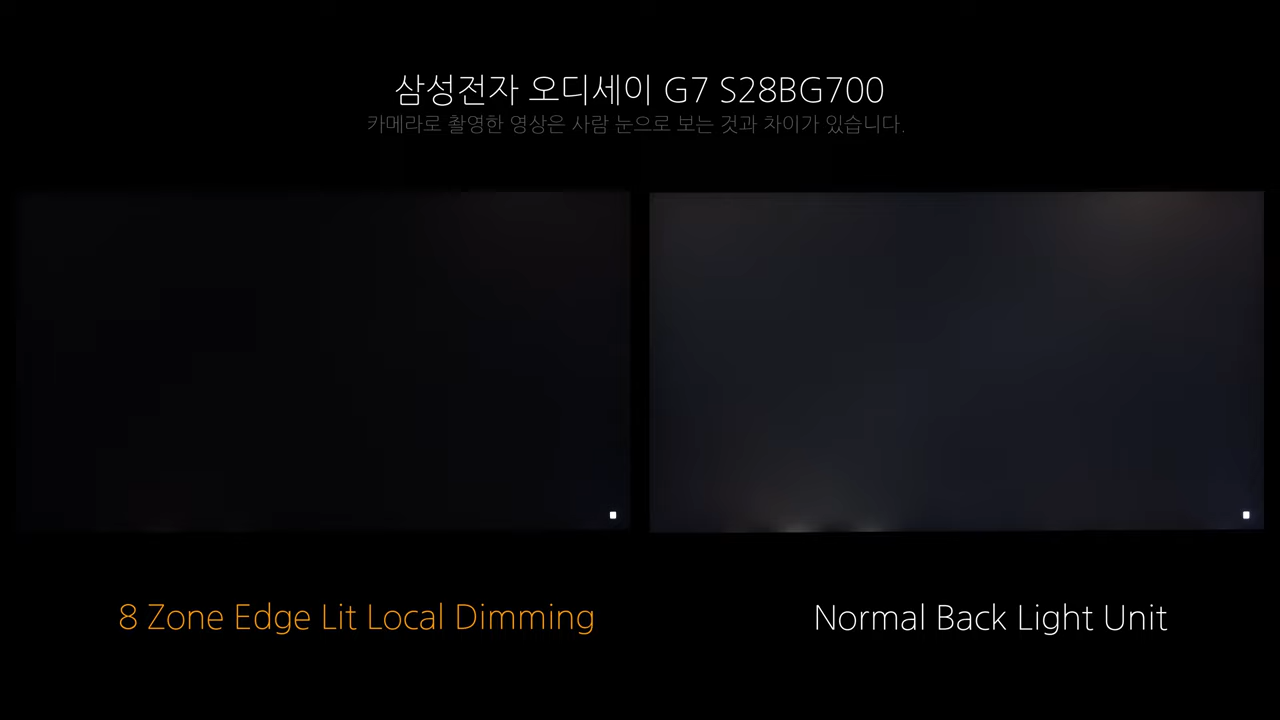 삼성전자 오디세이 G7 S28BG700
카메라로 촬영한 영상은 사람 눈으로 보는 것과 차이가 있습니다.
8 Zone Edge Lit Local Dimming
Normal Back Light Unit